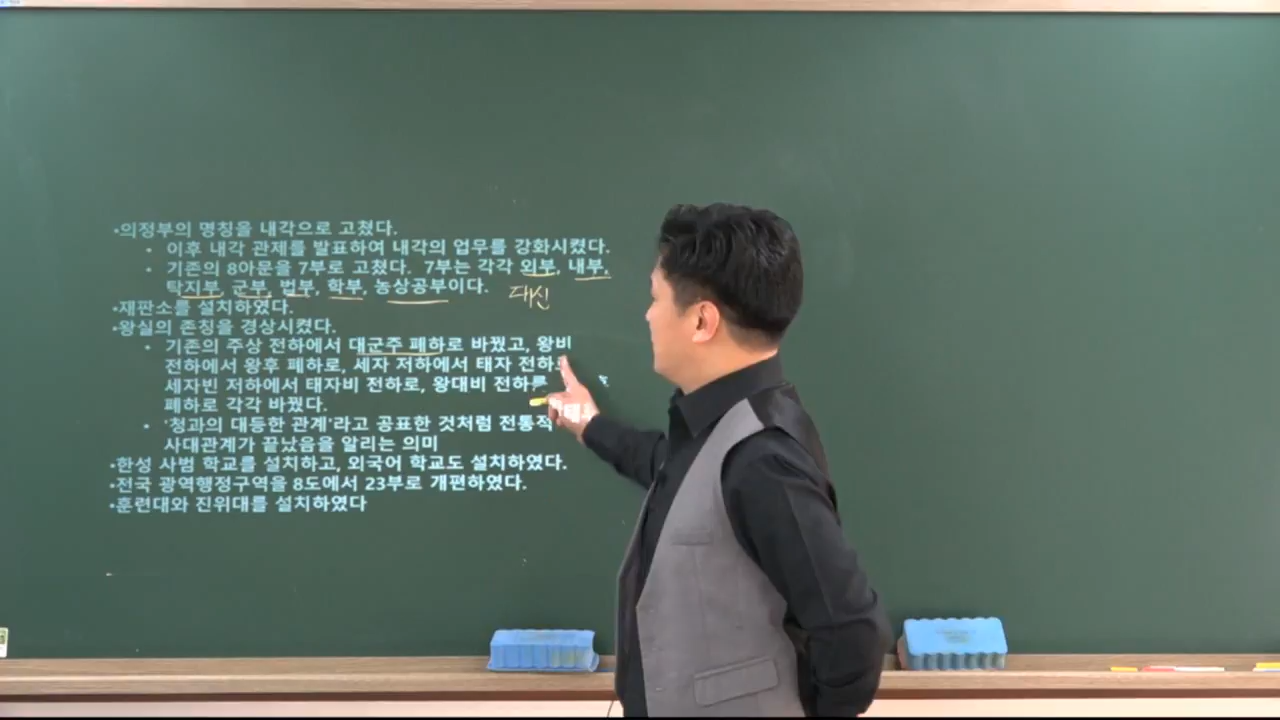 •의정부의 명칭을 내각으로 고쳤다.
• 이후 내각 관제를 발표하여 내각의 업무를 강화시켰다.
• 기존의 8아문을 7부로 고쳤다. 7부는 각각 외부, 내부,
탁지부, 군부, 법부, 학부, 농상공부이다.
대신
•재판소를 설치하였다.
•왕실의 존칭을 경상시켰다.
• 기존의 주상 전하에서 대군주 폐하로 바꿨고, 왕비
전하에서 왕후 폐하로, 세자 저하에서 태자 전하로
세자빈 저하에서 태자비 전하로, 왕대비 전하를
폐하로 각각 바꿨다.
• '청과의 대등한 관계'라고 공표한 것처럼 전통적
사대관계가 끝났음을 알리는 의미
•한성 사범 학교를 설치하고, 외국어 학교도 설치하였다.
•전국 광역행정구역을 8도에서 23부로 개편하였다.
•훈련대와 진위대를 설치하였다